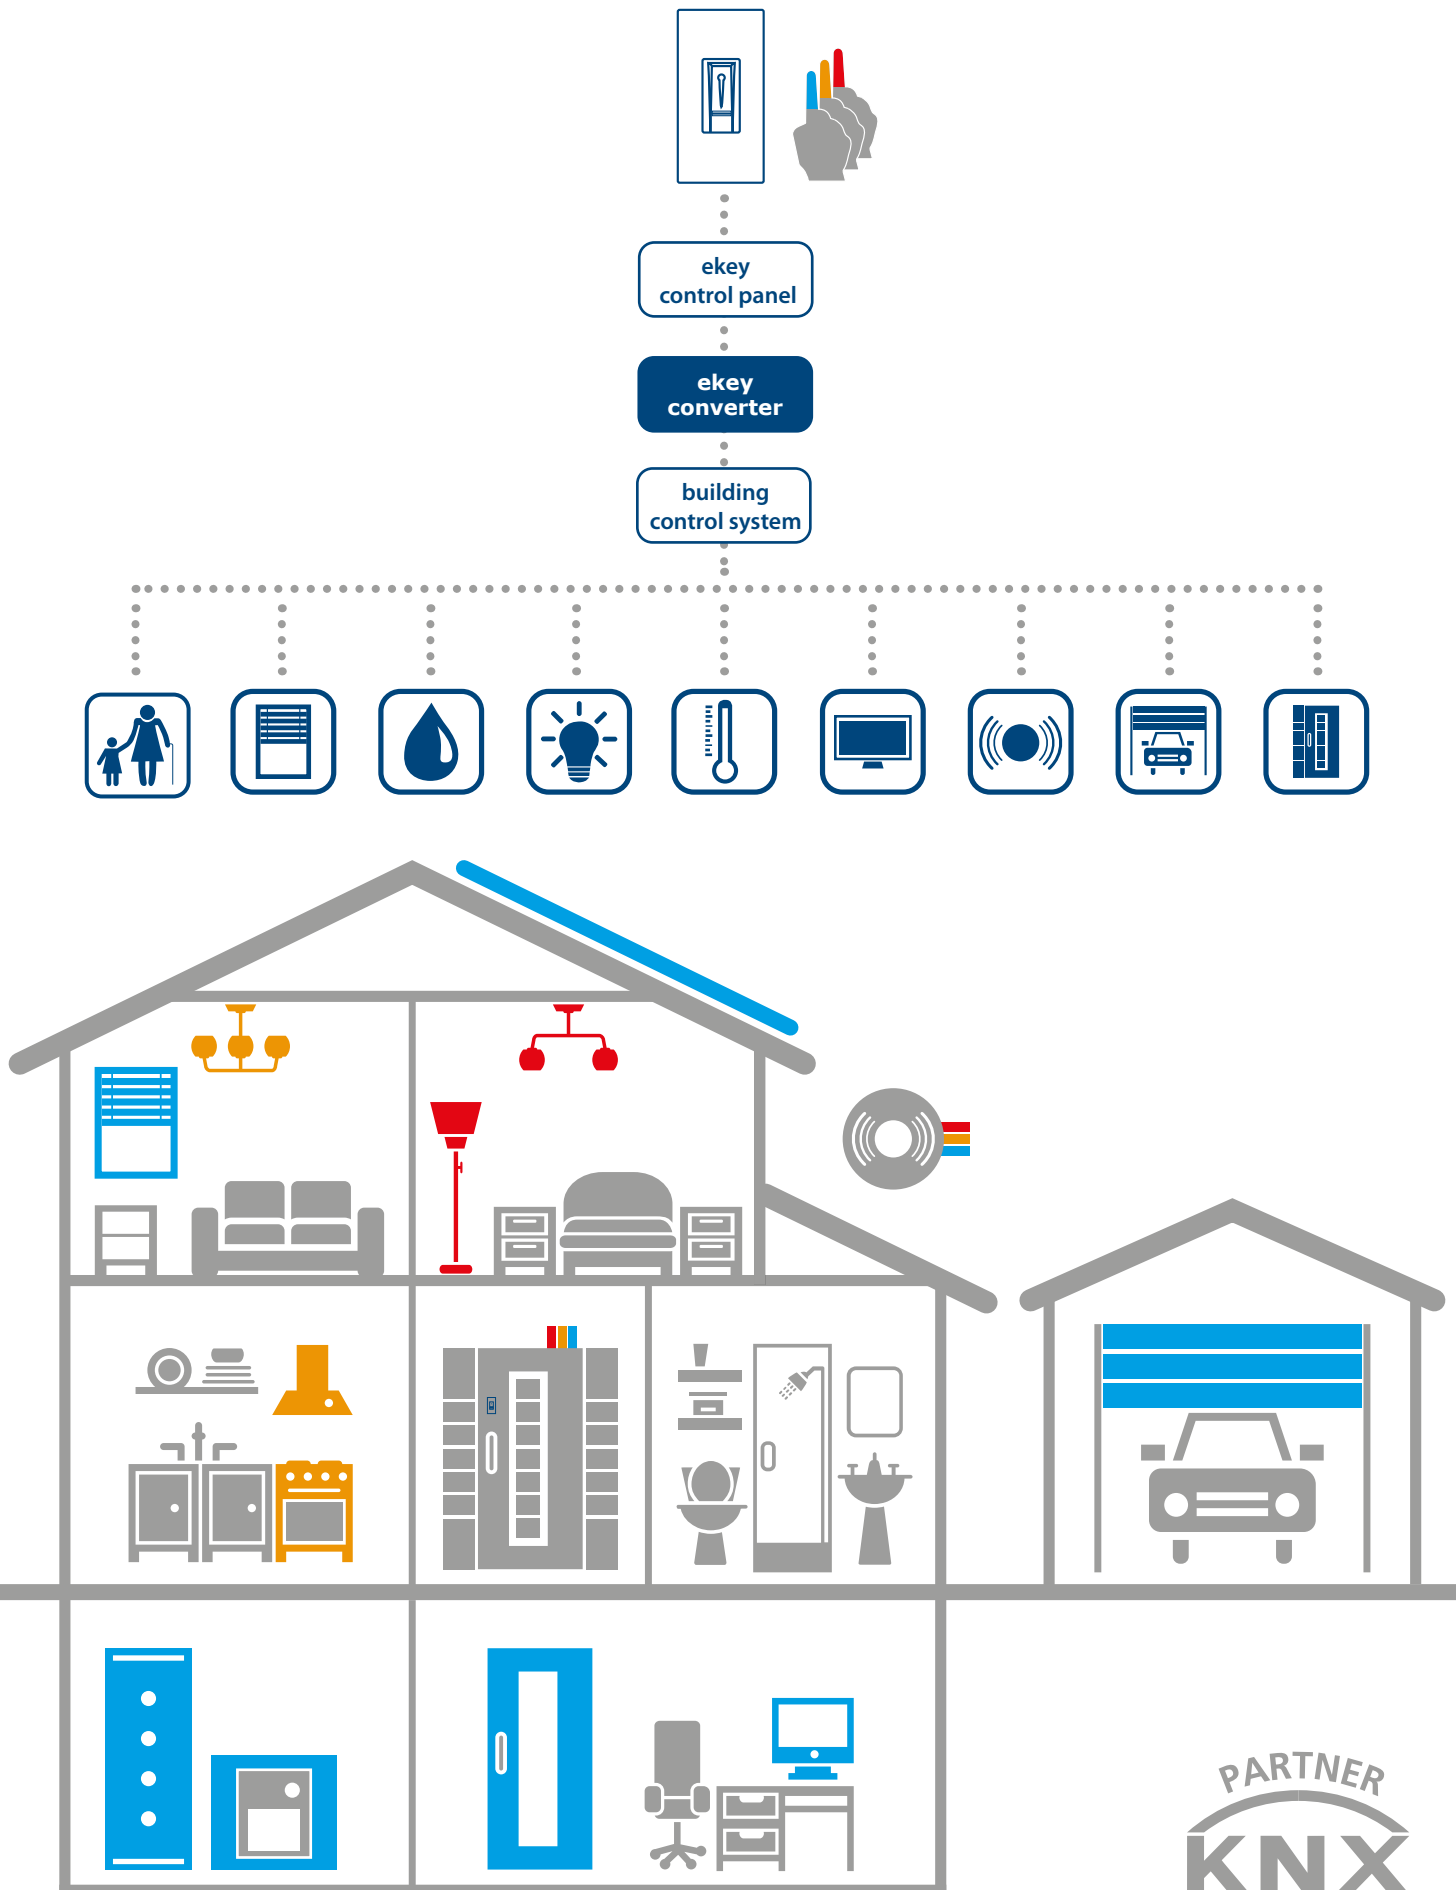 ekey
control panel
ekey
converter
building
control system
PARTNER
KNX